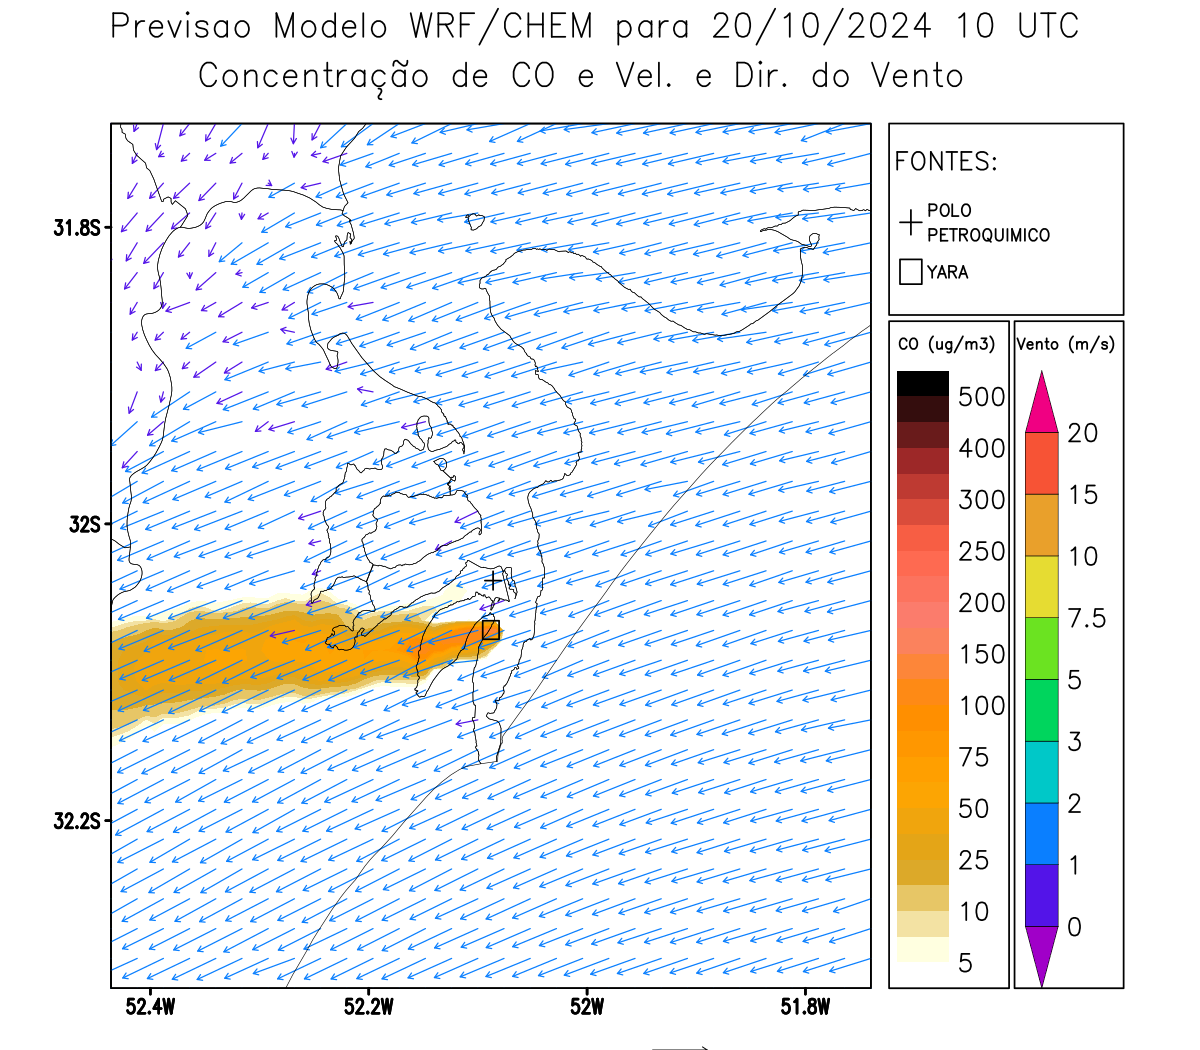 Previsao Modelo WRF/CHEM para 20/10/2024 10 UTC
Concentração de CO e Vel. e Dir. do Vento
FONTES:
POLO
PETROQUIMICO
YARA
CO (ug/m3)
500
400
300
250
200
150
100
75
50
25
10
5
Vento (m/s)
20
15
10
7.5
5
3
2
1
0
31.8S
32S
32.2S
52.4W
52.2W
52W
51.8W